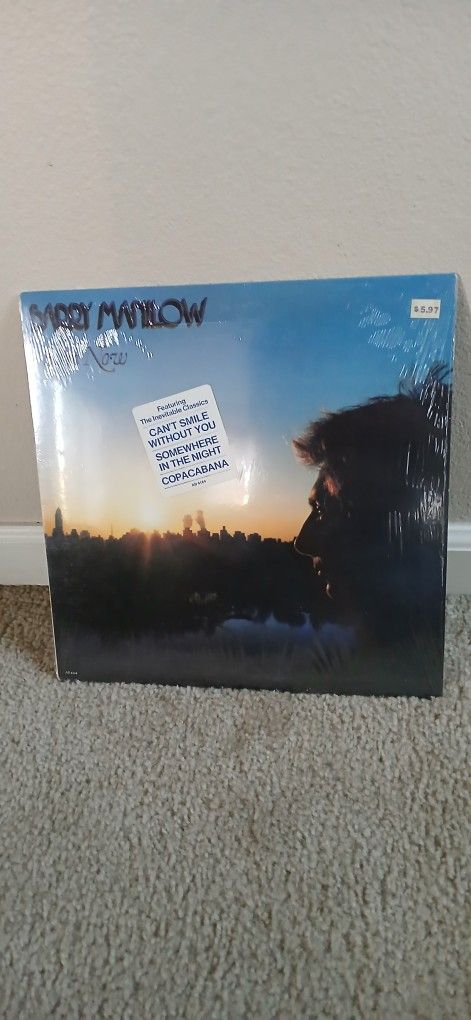 BARRY MANILOW
Now
$5.97
Featuring
The Inevitable Classics
CAN'T SMILE
WITHOUT YOU
SOMEWHERE
IN THE NIGHT
COPACABANA